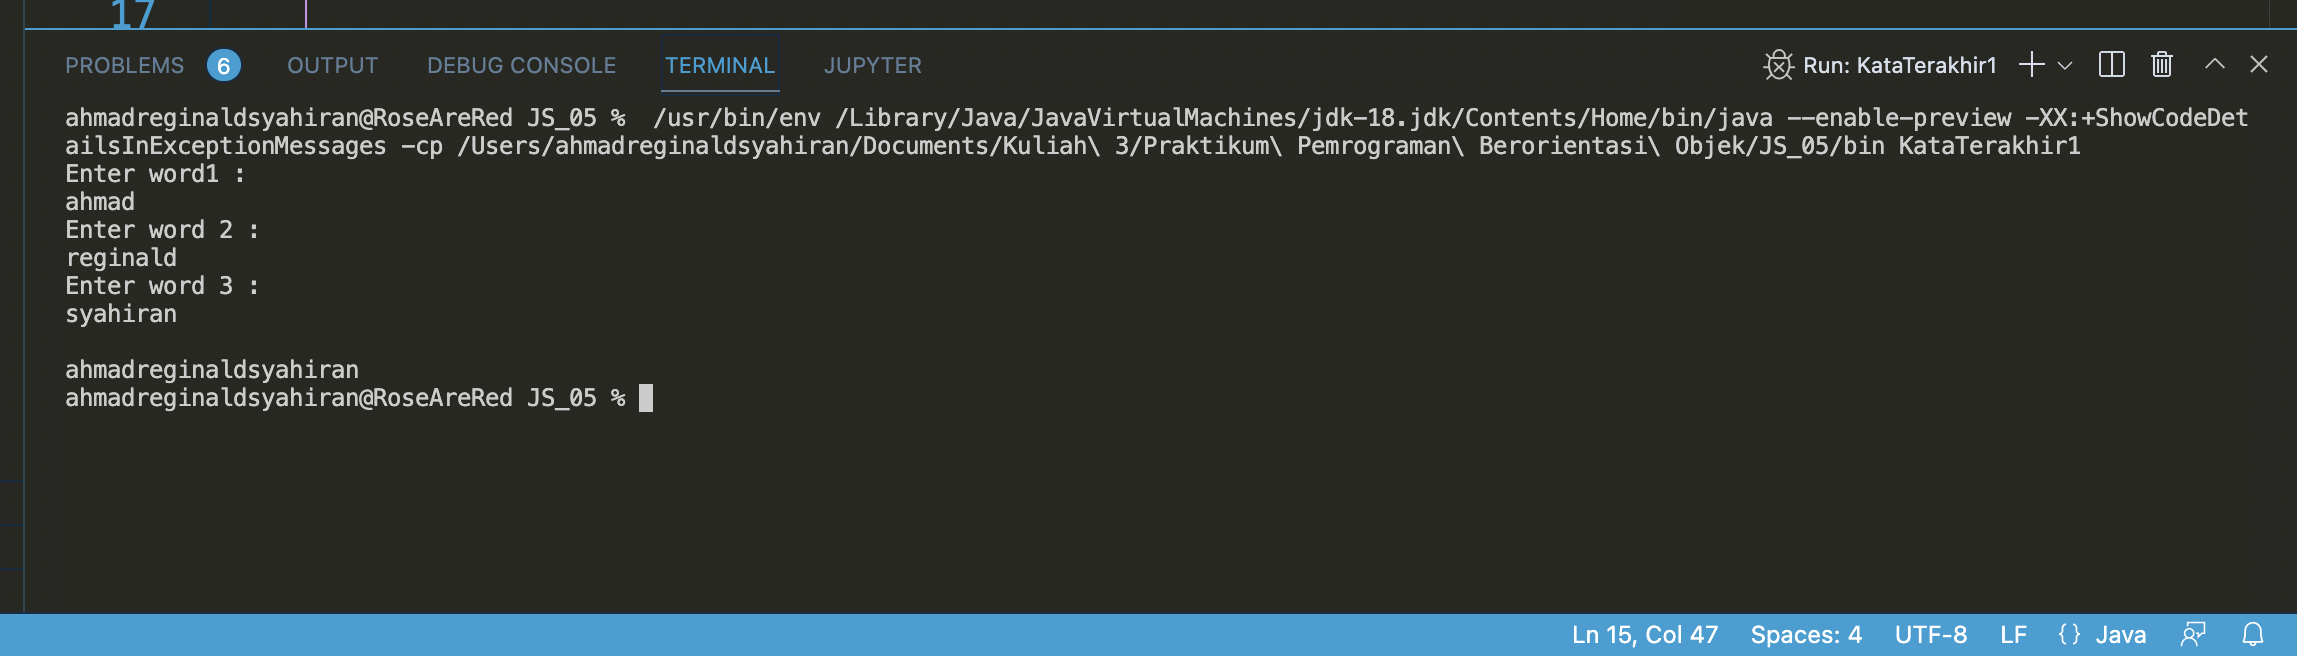 17
PROBLEMS 6 OUTPUT DEBUG CONSOLE TERMINAL JUPYTER Run: KataTerakhir1
ahmadreginaldsyahiran@RoseAreRed JS_05 %  /usr/bin/env /Library/Java/JavaVirtualMachines/jdk-18.jdk/Contents/Home/bin/java --enable-preview -XX:+ShowCodeDet
ailsInExceptionMessages -cp /Users/ahmadreginaldsyahiran/Documents/Kuliah\ 3/Praktikum\ Pemrograman\ Berorientasi\ Objek/JS_05/bin KataTerakhir1
Enter word1 :
ahmad
Enter word 2 :
reginald
Enter word 3 :
syahiran
ahmadreginaldsyahiran
ahmadreginaldsyahiran@RoseAreRed JS_05 %
Ln 15, Col 47 Spaces: 4 UTF-8 LF {} Java